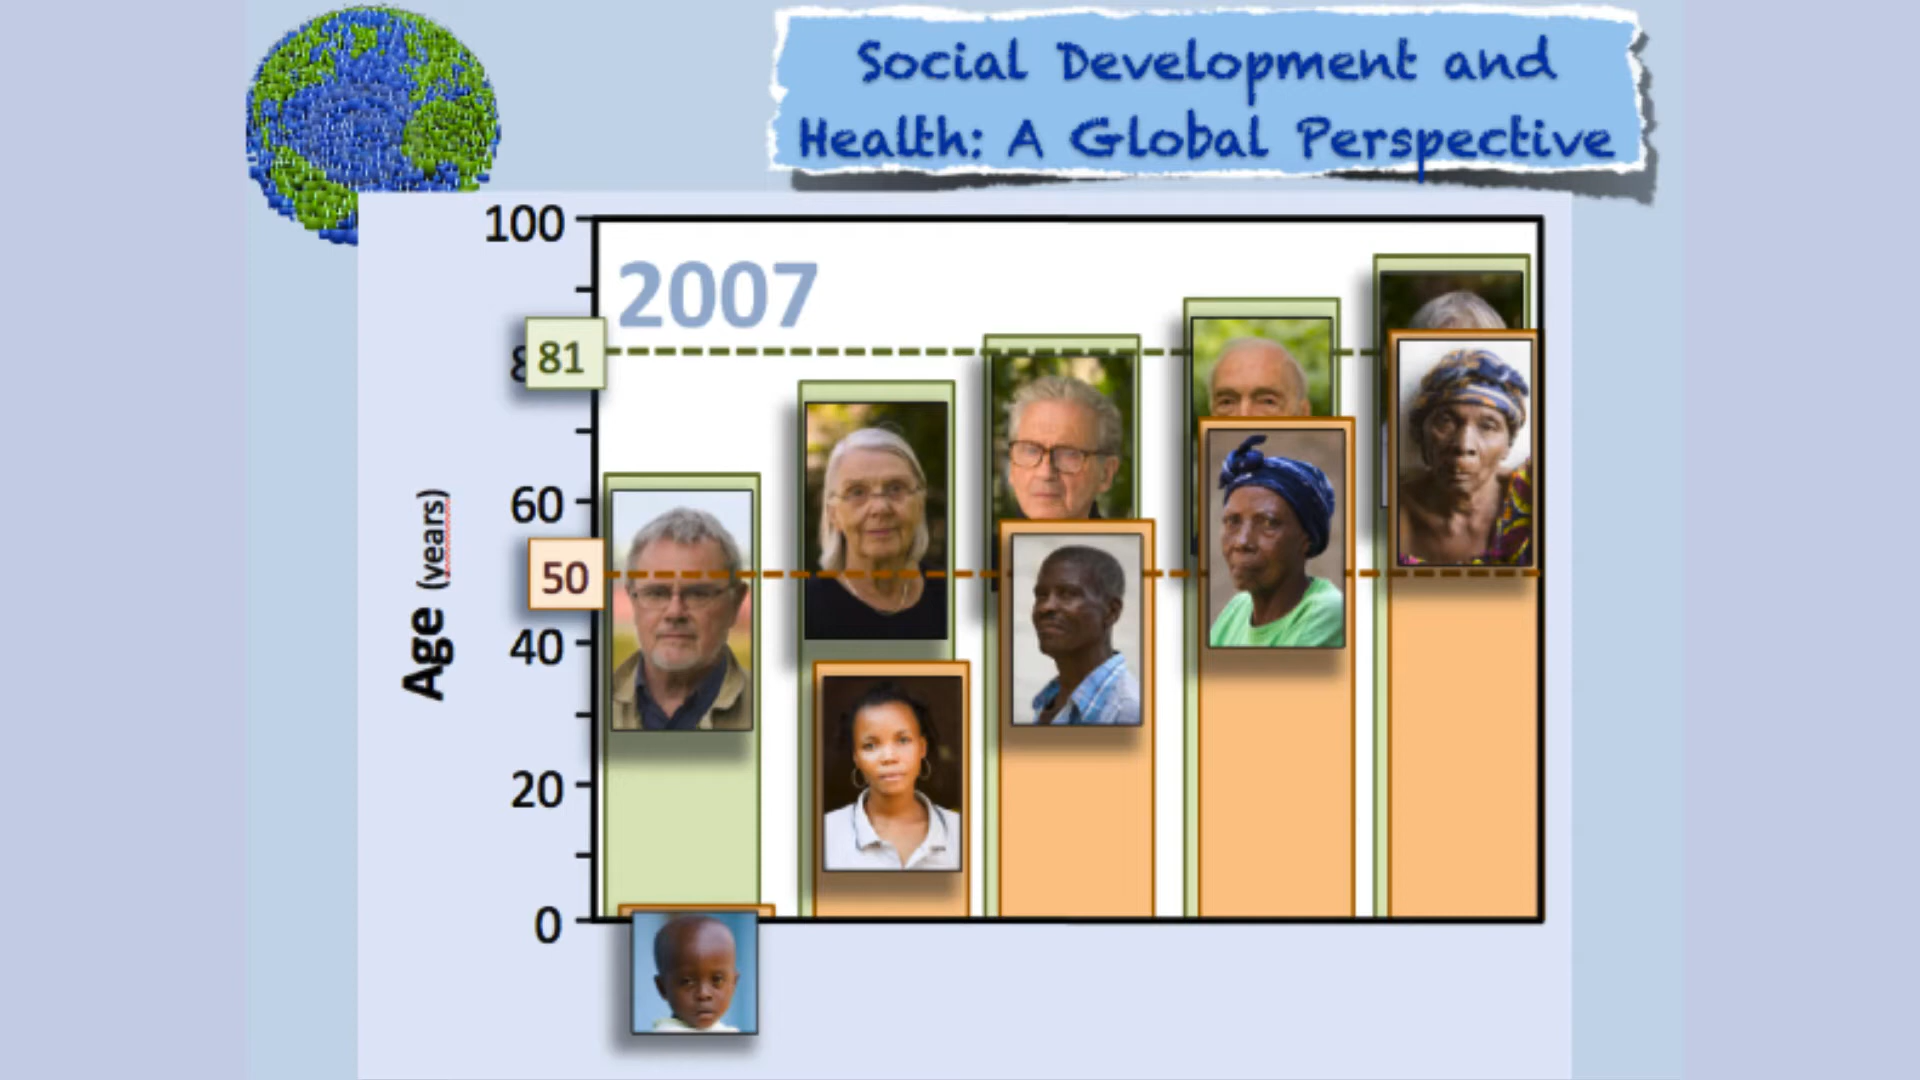 Social Development and
Health: A Global Perspective
100
2007
81
60
50
40
20
0
Age (years)